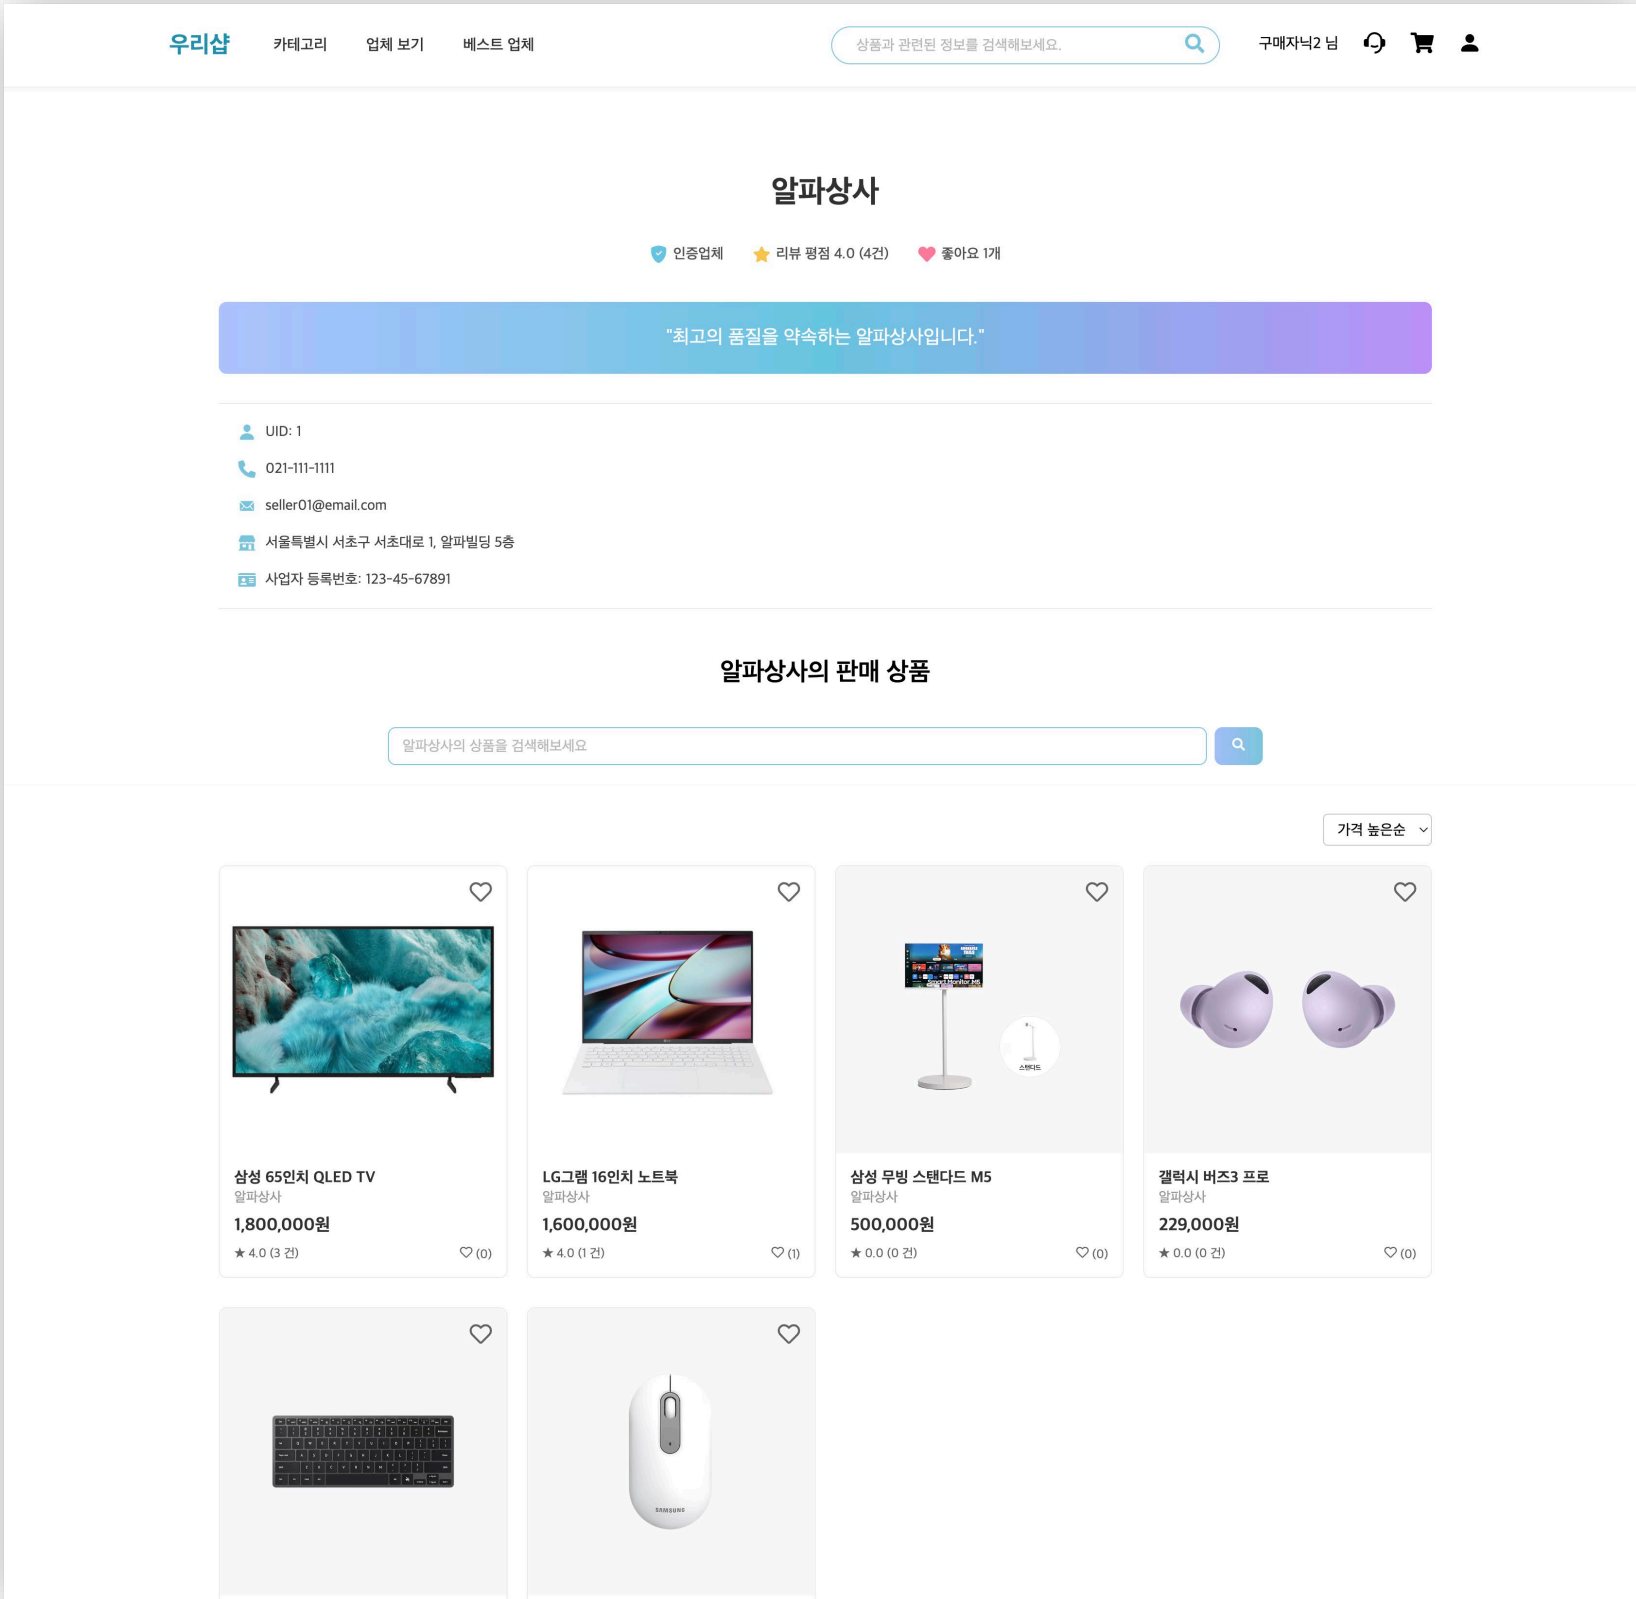 우리샵 카테고리 업체 보기 베스트 업체 상품과 관련된 정보를 검색해보세요. 구매자닉2 님
알파상사
인증업체 리뷰 평점 4.0 (4건) 좋아요 1개
"최고의 품질을 약속하는 알파상사입니다."
UID: 1
021-111-1111
seller01@email.com
서울특별시 서초구 서초대로 1, 알파빌딩 5층
사업자 등록번호: 123-45-67891
알파상사의 판매 상품
알파상사의 상품을 검색해보세요
가격 높은순
Smart Monitor M5
스탠다드
삼성 65인치 QLED TV
알파상사
1,800,000원
★ 4.0 (3 건) (0)
LG그램 16인치 노트북
알파상사
1,600,000원
★ 4.0 (1 건) (1)
삼성 무빙 스탠다드 M5
알파상사
500,000원
★ 0.0 (0 건) (0)
갤럭시 버즈3 프로
알파상사
229,000원
★ 0.0 (0 건) (0)
SAMSUNG